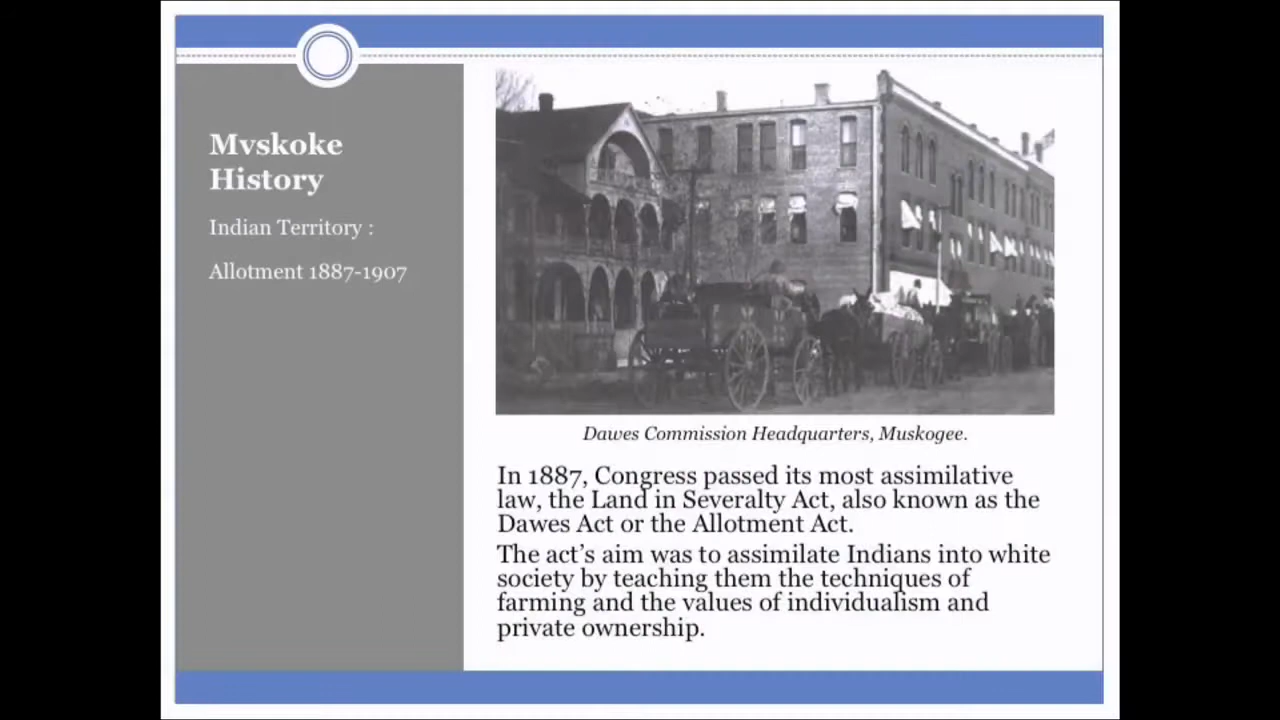 Mvskoke
History
Indian Territory :
Allotment 1887-1907
Dawes Commission Headquarters, Muskogee.
In 1887, Congress passed its most assimilative
law, the Land in Severalty Act, also known as the
Dawes Act or the Allotment Act.
The act’s aim was to assimilate Indians into white
society by teaching them the techniques of
farming and the values of individualism and
private ownership.